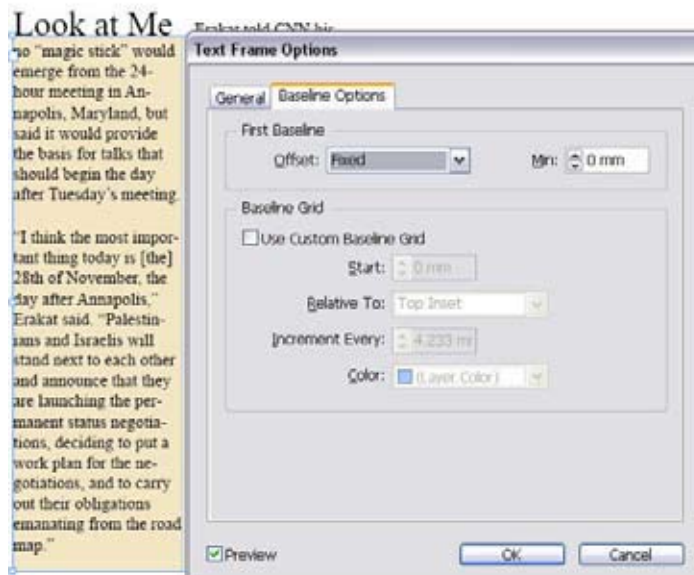 Look at Me
Erakat told CNN his
no “magic stick” would
emerge from the 24-
hour meeting in An-
napolis, Maryland, but
said it would provide
the basis for talks that
should begin the day
after Tuesday’s meeting.
“I think the most impor-
tant thing today is [the]
28th of November, the
day after Annapolis,”
Erakat said. “Palestin-
ians and Israelis will
stand next to each other
and announce that they
are launching the per-
manent status negotia-
tions, deciding to put a
work plan for the ne-
gotiations, and to carry
out their obligations
emanating from the road
map.”
Text Frame Options
General Baseline Options
First Baseline
Offset: Fixed Min: 0 mm
Baseline Grid
Use Custom Baseline Grid
Start: 0 mm
Relative To: Top Inset
Increment Every: 4.233 m
Color: (Layer Color)
Preview OK Cancel